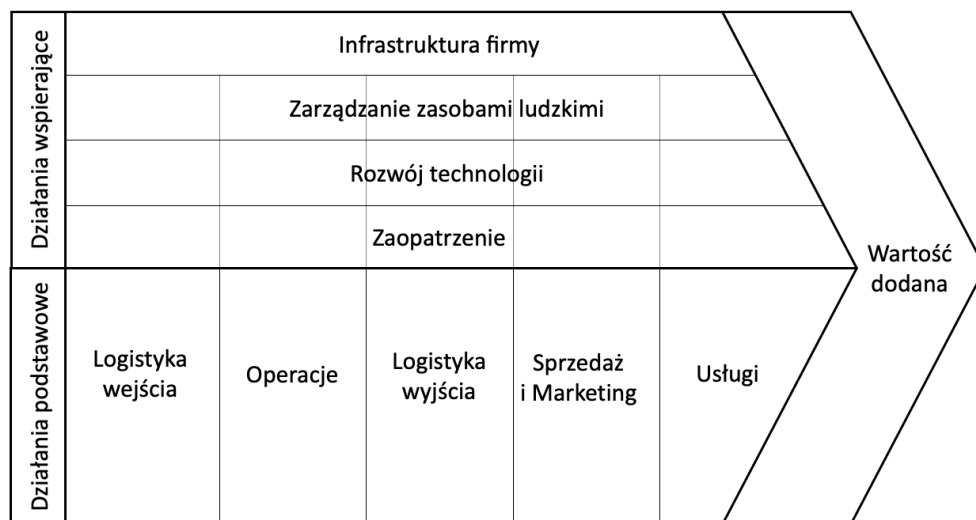 Działania wspierające
Infrastruktura firmy
Zarządzanie zasobami ludzkimi
Rozwój technologii
Zaopatrzenie
Działania podstawowe
Logistyka
wejścia
Operacje
Logistyka
wyjścia
Sprzedaż
i Marketing
Usługi
Wartość
dodana